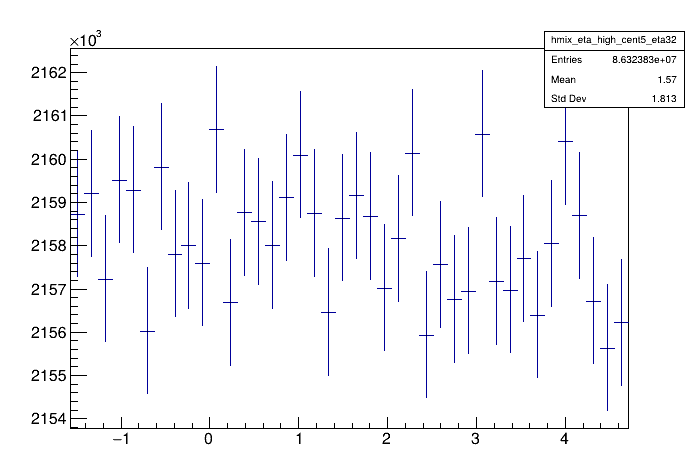 ×10³
hmix_eta_high_cent5_eta32
Entries 8.632383e+07
Mean 1.57
Std Dev 1.813
2162
2161
2160
2159
2158
2157
2156
2155
2154
−1 0 1 2 3 4